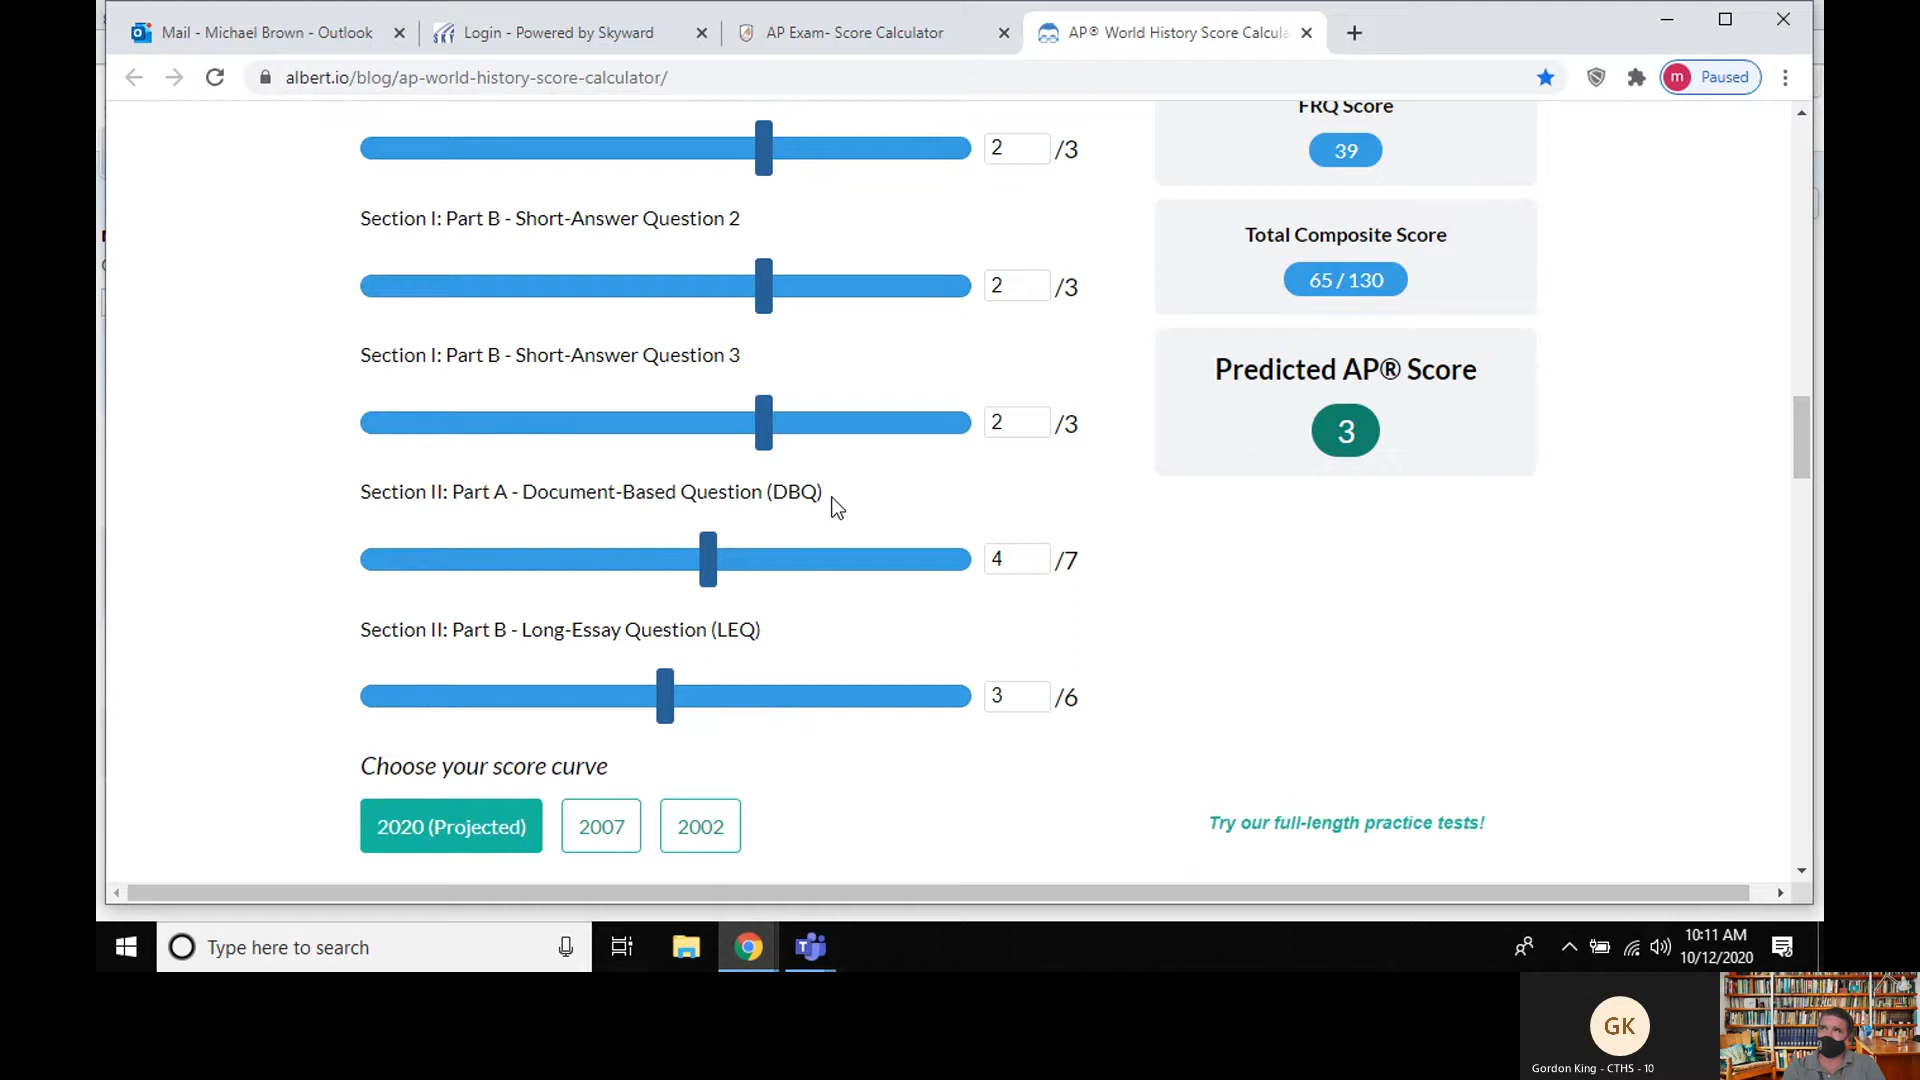 Mail - Michael Brown - Outlook
Login - Powered by Skyward
AP Exam- Score Calculator
AP® World History Score Calcula
albert.io/blog/ap-world-history-score-calculator/
m
Paused
FRQ Score
39
2
/3
Section I: Part B - Short-Answer Question 2
2
/3
Total Composite Score
65 / 130
Section I: Part B - Short-Answer Question 3
2
/3
Predicted AP® Score
3
Section II: Part A - Document-Based Question (DBQ)
4
/7
Section II: Part B - Long-Essay Question (LEQ)
3
/6
Choose your score curve
2020 (Projected)
2007
2002
Try our full-length practice tests!
Type here to search
10:11 AM
10/12/2020
GK
Gordon King - CTHS - 10